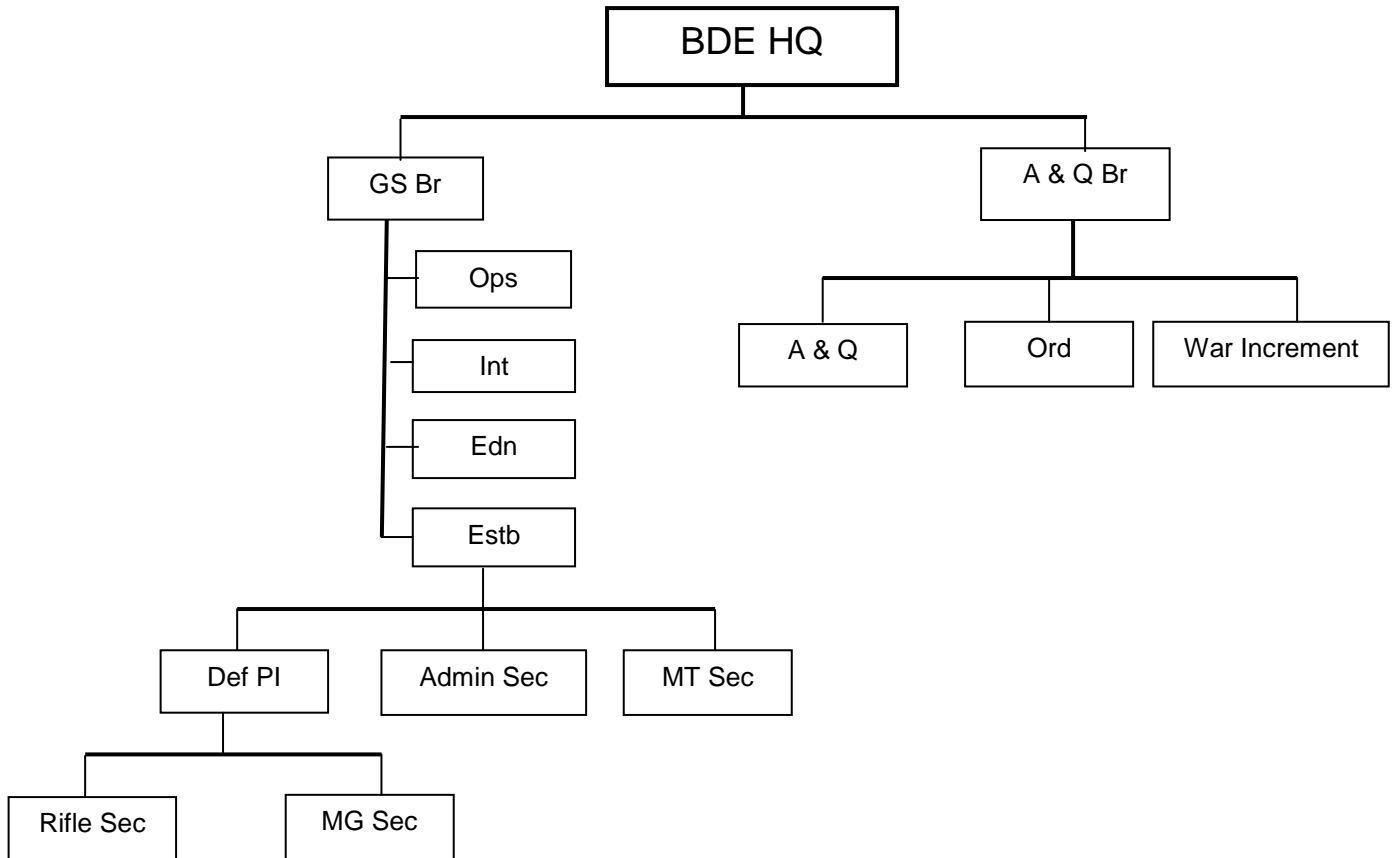 BDE HQ
GS Br
A & Q Br
Ops
Int
Edn
Estb
A & Q
Ord
War Increment
Def Pl
Admin Sec
MT Sec
Rifle Sec
MG Sec